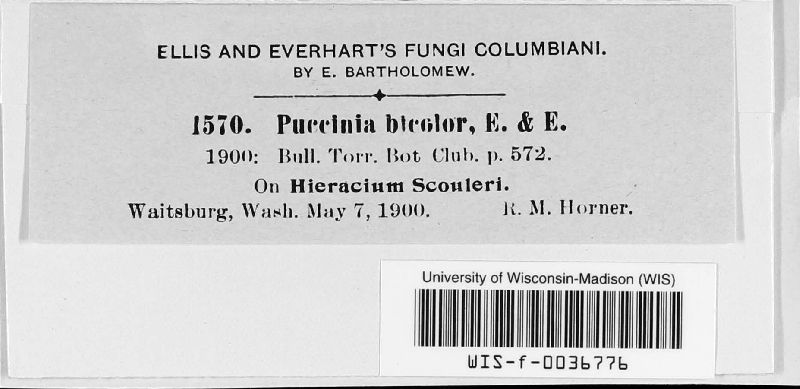 ELLIS AND EVERHART'S FUNGI COLUMBIANI.
BY E. BARTHOLOMEW.
1570. Puccinia bicolor, E. & E.
1900: Bull. Torr. Bot Club. p. 572.
On Hieracium Scouleri.
Waitsburg, Wash. May 7, 1900. R. M. Horner.
University of Wisconsin-Madison (WIS)
WIS-f-0036776